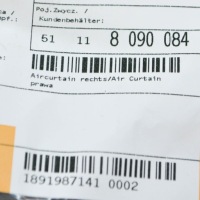 Poj.Zwycz. /
Kundenbehälter:
51 11 8 090 084
Aircurtain rechts/Air Curtain
prawa
1891987141 0002